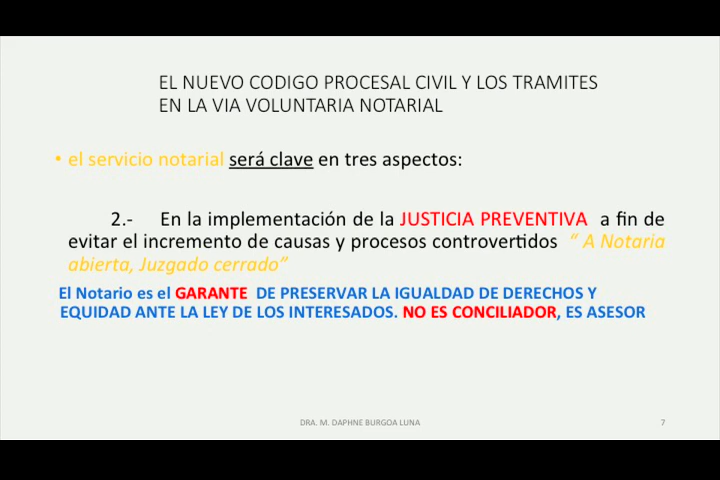 EL NUEVO CODIGO PROCESAL CIVIL Y LOS TRAMITES
EN LA VIA VOLUNTARIA NOTARIAL
• el servicio notarial será clave en tres aspectos:
2.- En la implementación de la JUSTICIA PREVENTIVA a fin de
evitar el incremento de causas y procesos controvertidos “ A Notaria
abierta, Juzgado cerrado”
El Notario es el GARANTE DE PRESERVAR LA IGUALDAD DE DERECHOS Y
EQUIDAD ANTE LA LEY DE LOS INTERESADOS. NO ES CONCILIADOR, ES ASESOR
DRA. M. DAPHNE BURGOA LUNA
7